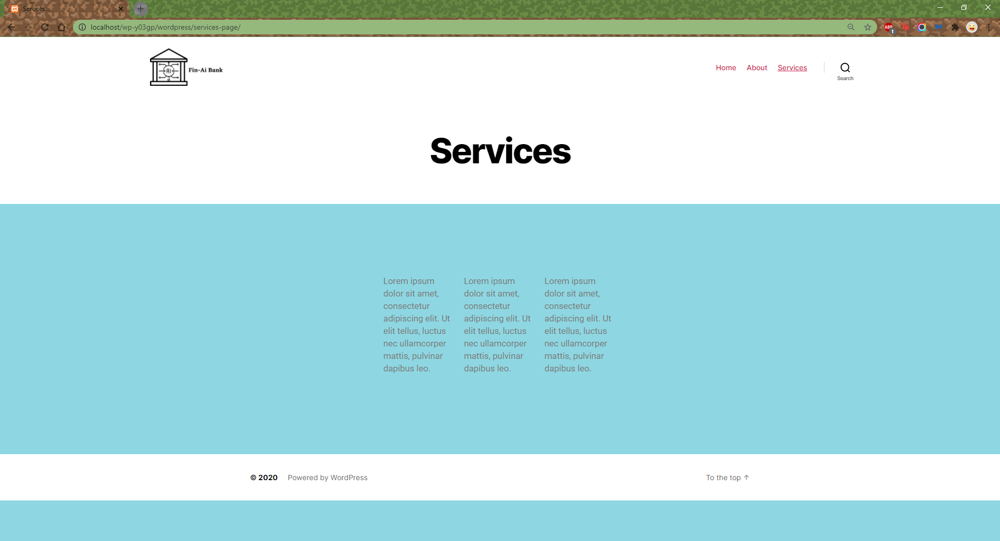 Services
localhost/wp-y03gp/wordpress/services-page/
ABP
1
Tp
AI
Fin-Ai Bank
Home About Services
Search
Services
Lorem ipsum
dolor sit amet,
consectetur
adipiscing elit. Ut
elit tellus, luctus
nec ullamcorper
mattis, pulvinar
dapibus leo.
Lorem ipsum
dolor sit amet,
consectetur
adipiscing elit. Ut
elit tellus, luctus
nec ullamcorper
mattis, pulvinar
dapibus leo.
Lorem ipsum
dolor sit amet,
consectetur
adipiscing elit. Ut
elit tellus, luctus
nec ullamcorper
mattis, pulvinar
dapibus leo.
© 2020 Powered by WordPress To the top ↑